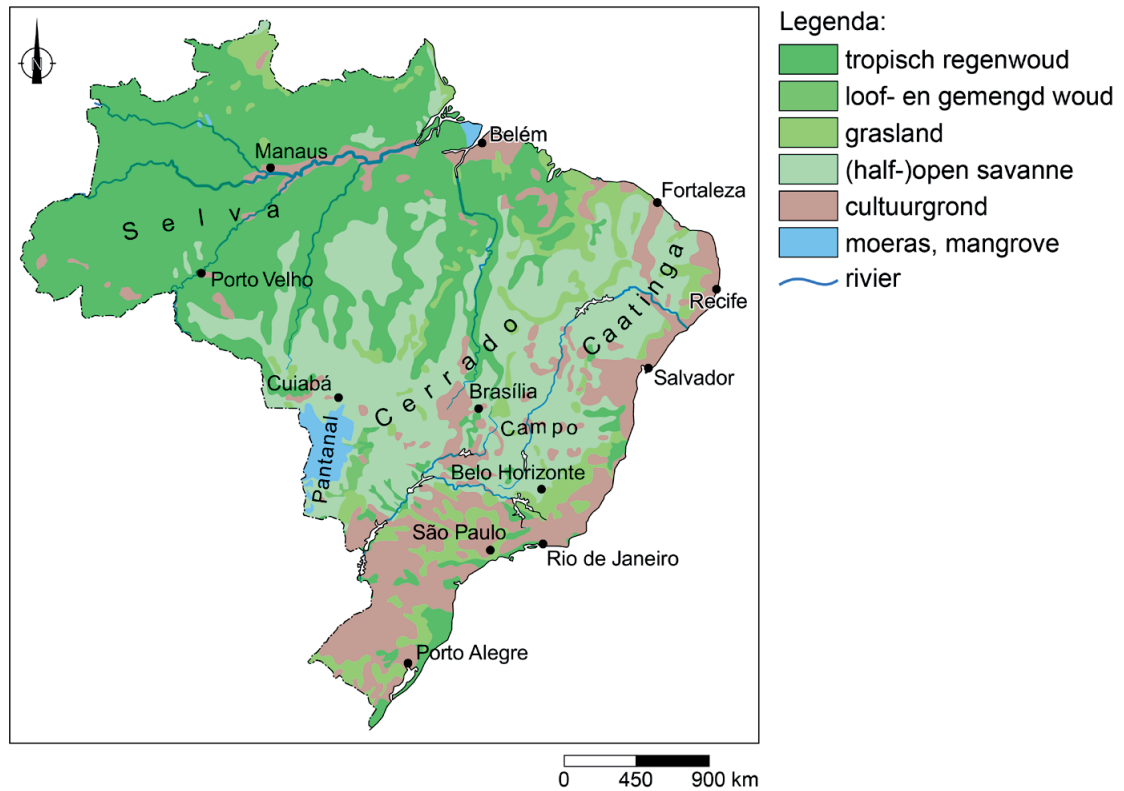 Legenda:
tropisch regenwoud
loof- en gemengd woud
grasland
(half-)open savanne
cultuurgrond
moeras, mangrove
rivier
N
Belém
Manaus
Fortaleza
Selva
Porto Velho
Recife
Caatinga
Cerrado
Salvador
Cuiabá
Brasília
Campo
Pantanal
Belo Horizonte
São Paulo
Rio de Janeiro
Porto Alegre
0 450 900 km